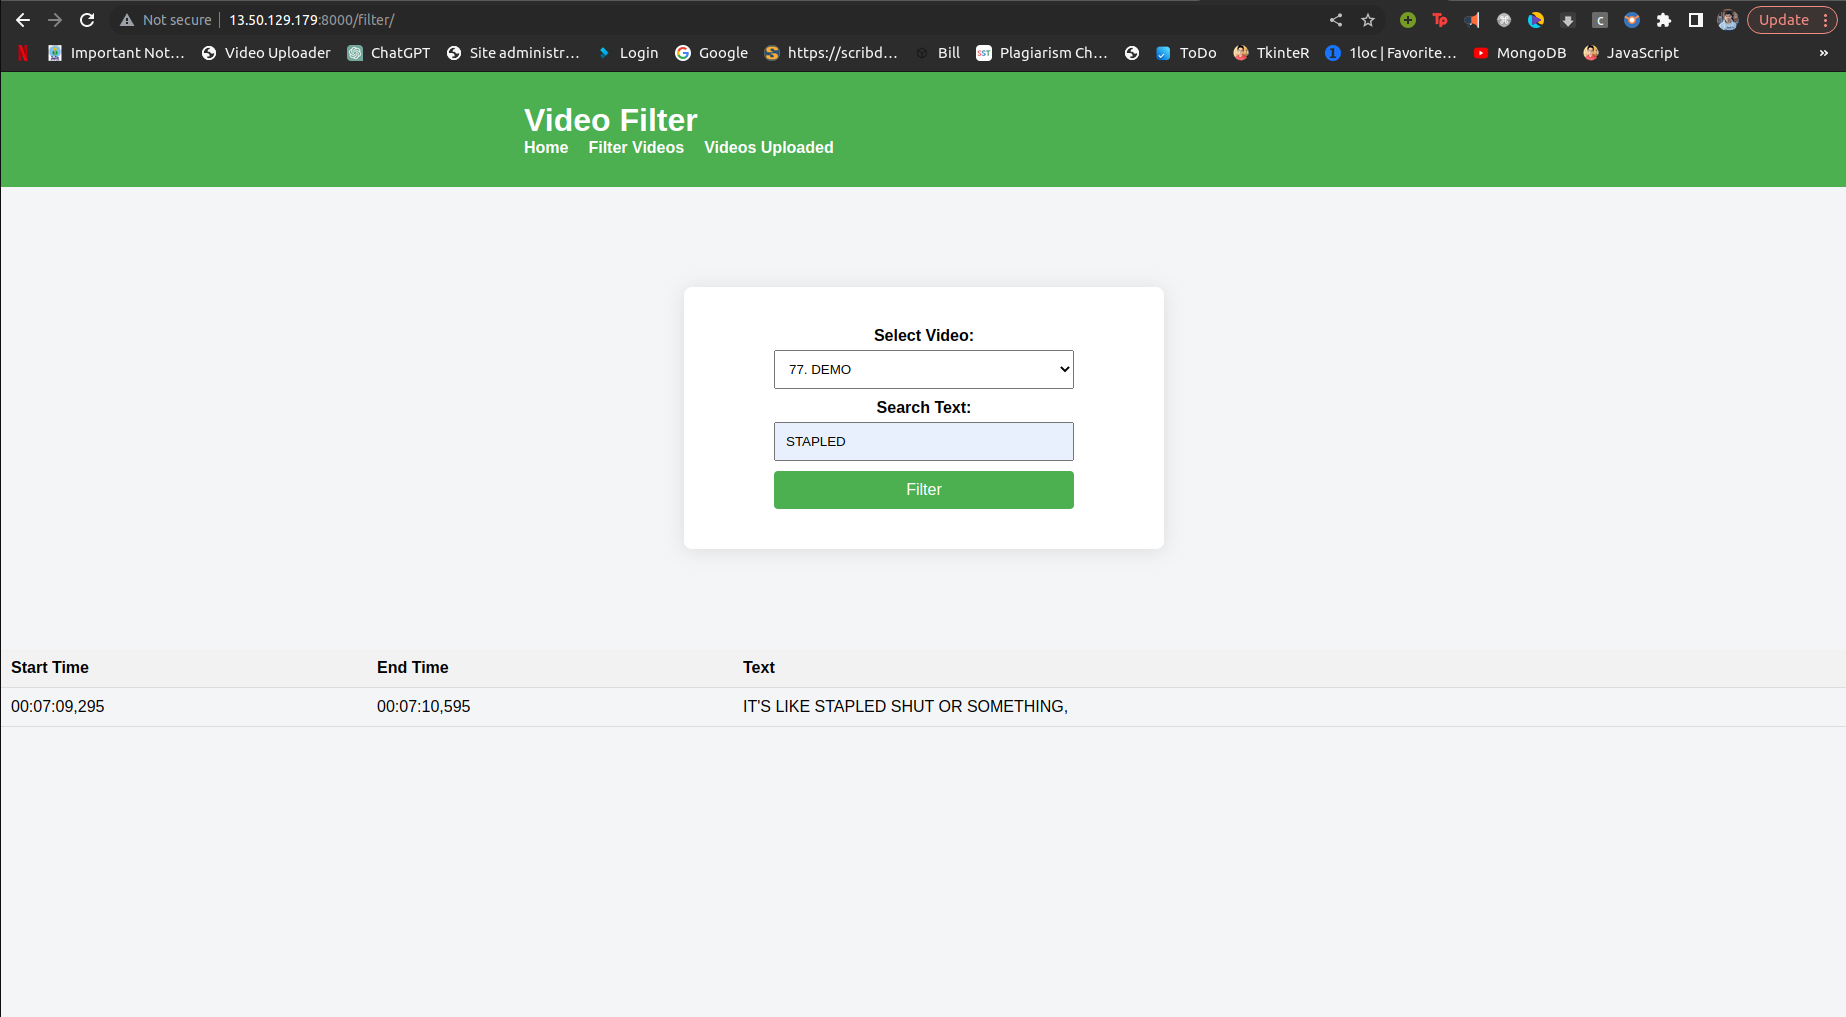 Not secure 13.50.129.179:8000/filter/ Tp C Update
N Important Not... Video Uploader ChatGPT Site administr... Login Google https://scribd... Bill SST Plagiarism Ch... ToDo TkinteR 1 1loc | Favorite... MongoDB JavaScript »
Video Filter
Home Filter Videos Videos Uploaded
Select Video:
77. DEMO
Search Text:
STAPLED
Filter
Start Time End Time Text
00:07:09,295 00:07:10,595 IT'S LIKE STAPLED SHUT OR SOMETHING,